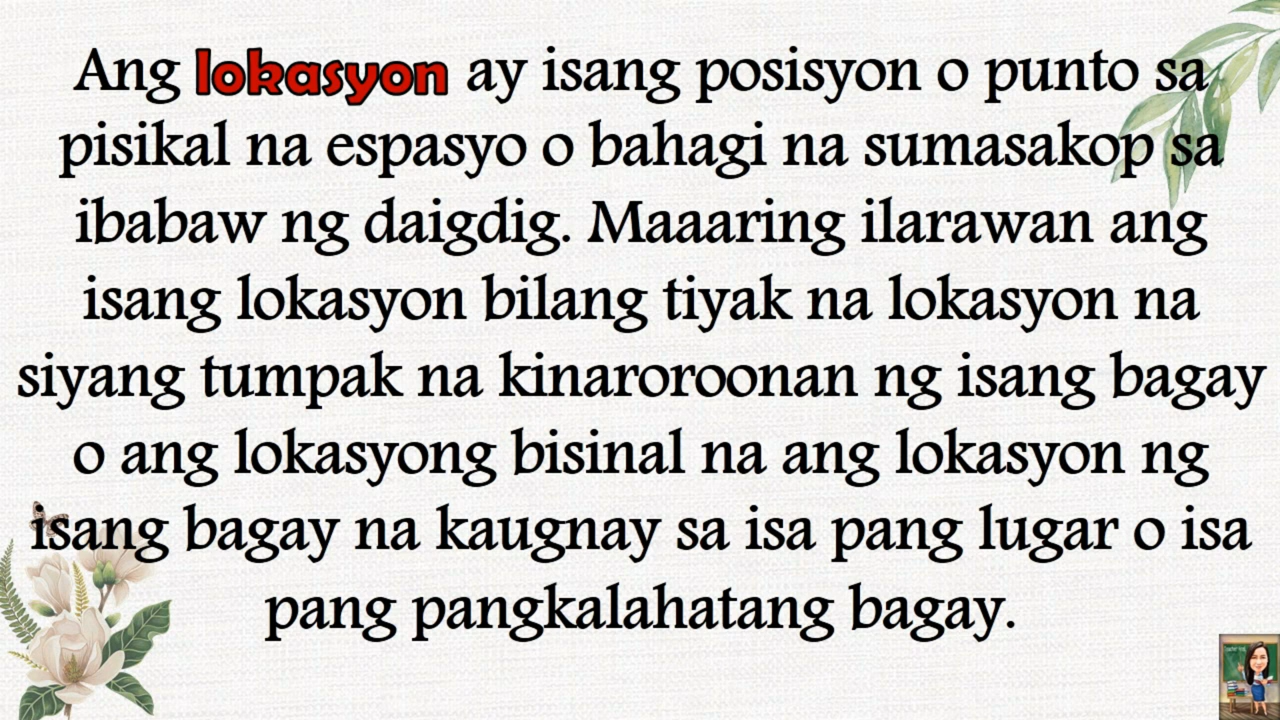 Ang lokasyon ay isang posisyon o punto sa
pisikal na espasyo o bahagi na sumasakop sa
ibabaw ng daigdig. Maaaring ilarawan ang
isang lokasyon bilang tiyak na lokasyon na
siyang tumpak na kinaroroonan ng isang bagay
o ang lokasyong bisinal na ang lokasyon ng
isang bagay na kaugnay sa isa pang lugar o isa
pang pangkalahatang bagay.